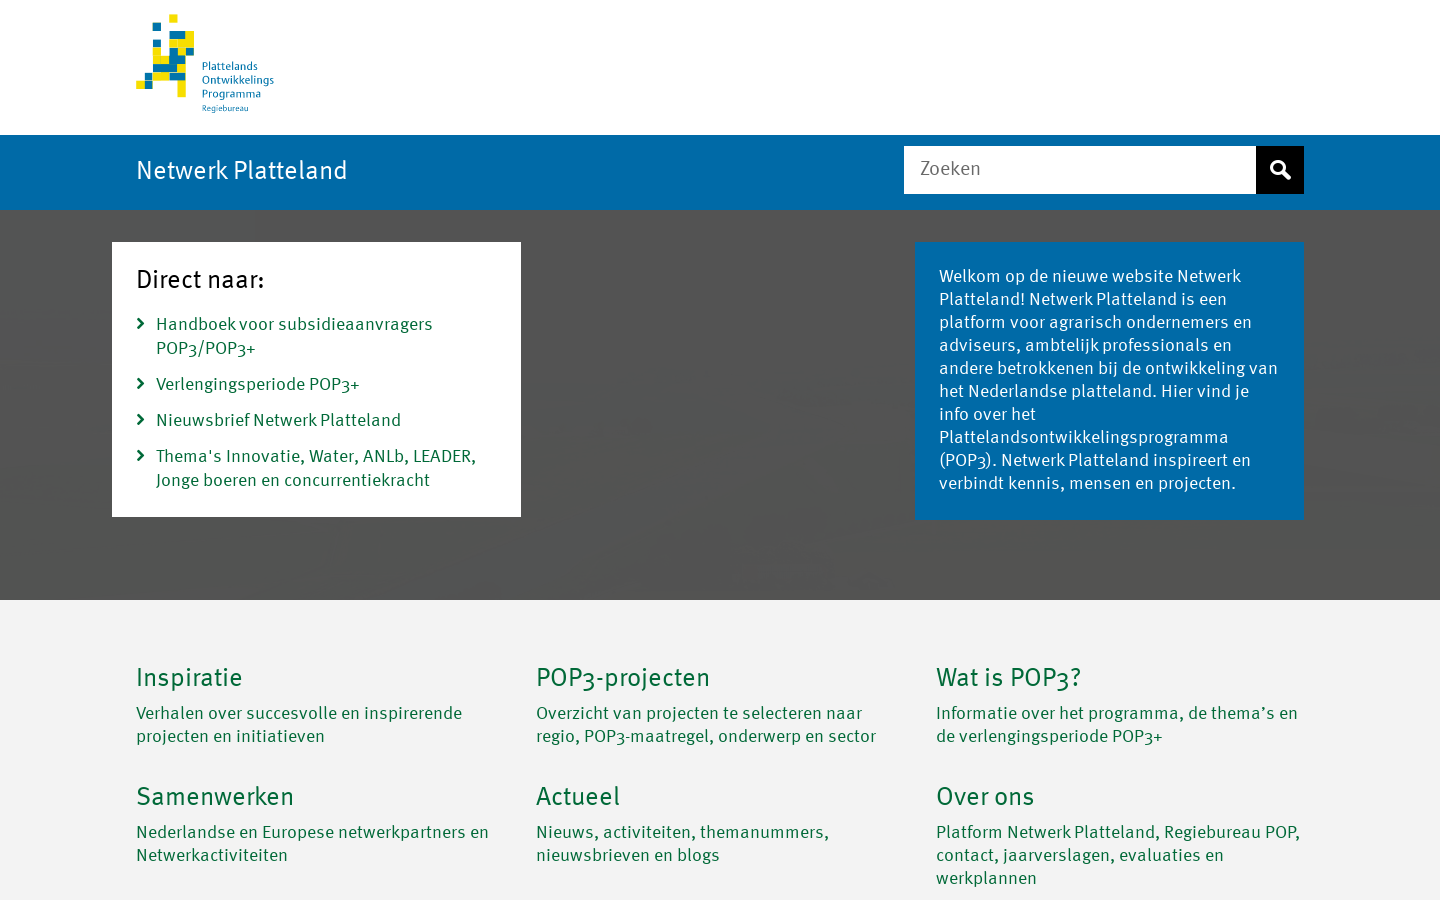 Plattelands
Ontwikkelings
Programma
Regiebureau
Netwerk Platteland
Zoeken
Direct naar:
Handboek voor subsidieaanvragers
POP3/POP3+
Verlengingsperiode POP3+
Nieuwsbrief Netwerk Platteland
Thema's Innovatie, Water, ANLb, LEADER,
Jonge boeren en concurrentiekracht
Welkom op de nieuwe website Netwerk
Platteland! Netwerk Platteland is een
platform voor agrarisch ondernemers en
adviseurs, ambtelijk professionals en
andere betrokkenen bij de ontwikkeling van
het Nederlandse platteland. Hier vind je
info over het
Plattelandsontwikkelingsprogramma
(POP3). Netwerk Platteland inspireert en
verbindt kennis, mensen en projecten.
Inspiratie
Verhalen over succesvolle en inspirerende
projecten en initiatieven
POP3-projecten
Overzicht van projecten te selecteren naar
regio, POP3-maatregel, onderwerp en sector
Wat is POP3?
Informatie over het programma, de thema’s en
de verlengingsperiode POP3+
Samenwerken
Nederlandse en Europese netwerkpartners en
Netwerkactiviteiten
Actueel
Nieuws, activiteiten, themanummers,
nieuwsbrieven en blogs
Over ons
Platform Netwerk Platteland, Regiebureau POP,
contact, jaarverslagen, evaluaties en
werkplannen